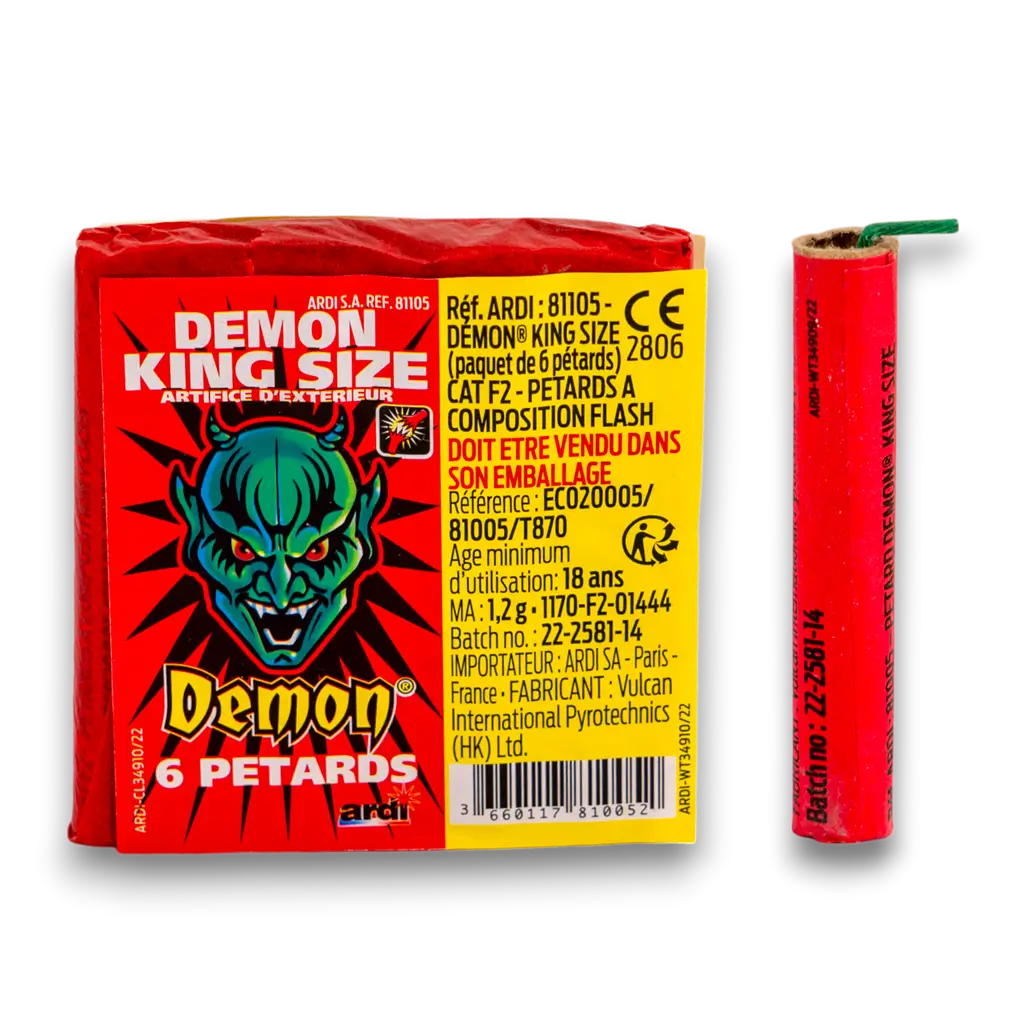 ARDI S.A. REF. 81105
DEMON
KING SIZE
ARTIFICE D'EXTERIEUR
Demon®
6 PETARDS
ardi
ARDI-CL34910/22
Réf. ARDI : 81105 -
DÉMON® KING SIZE
(paquet de 6 pétards)
CE
2806
CAT F2 - PETARDS A
COMPOSITION FLASH
DOIT ETRE VENDU DANS
SON EMBALLAGE
Référence : EC020005/
81005/T870
Age minimum
d'utilisation: 18 ans
MA : 1,2 g • 1170-F2-01444
Batch no. : 22-2581-14
IMPORTATEUR : ARDI SA - Paris -
France • FABRICANT : Vulcan
International Pyrotechnics
(HK) Ltd.
3 660117 810052
ARDI-WT34910/22
ARDI-WT34909/22
Batch no : 22-2581-14
PETARD DEMON® KING SIZE